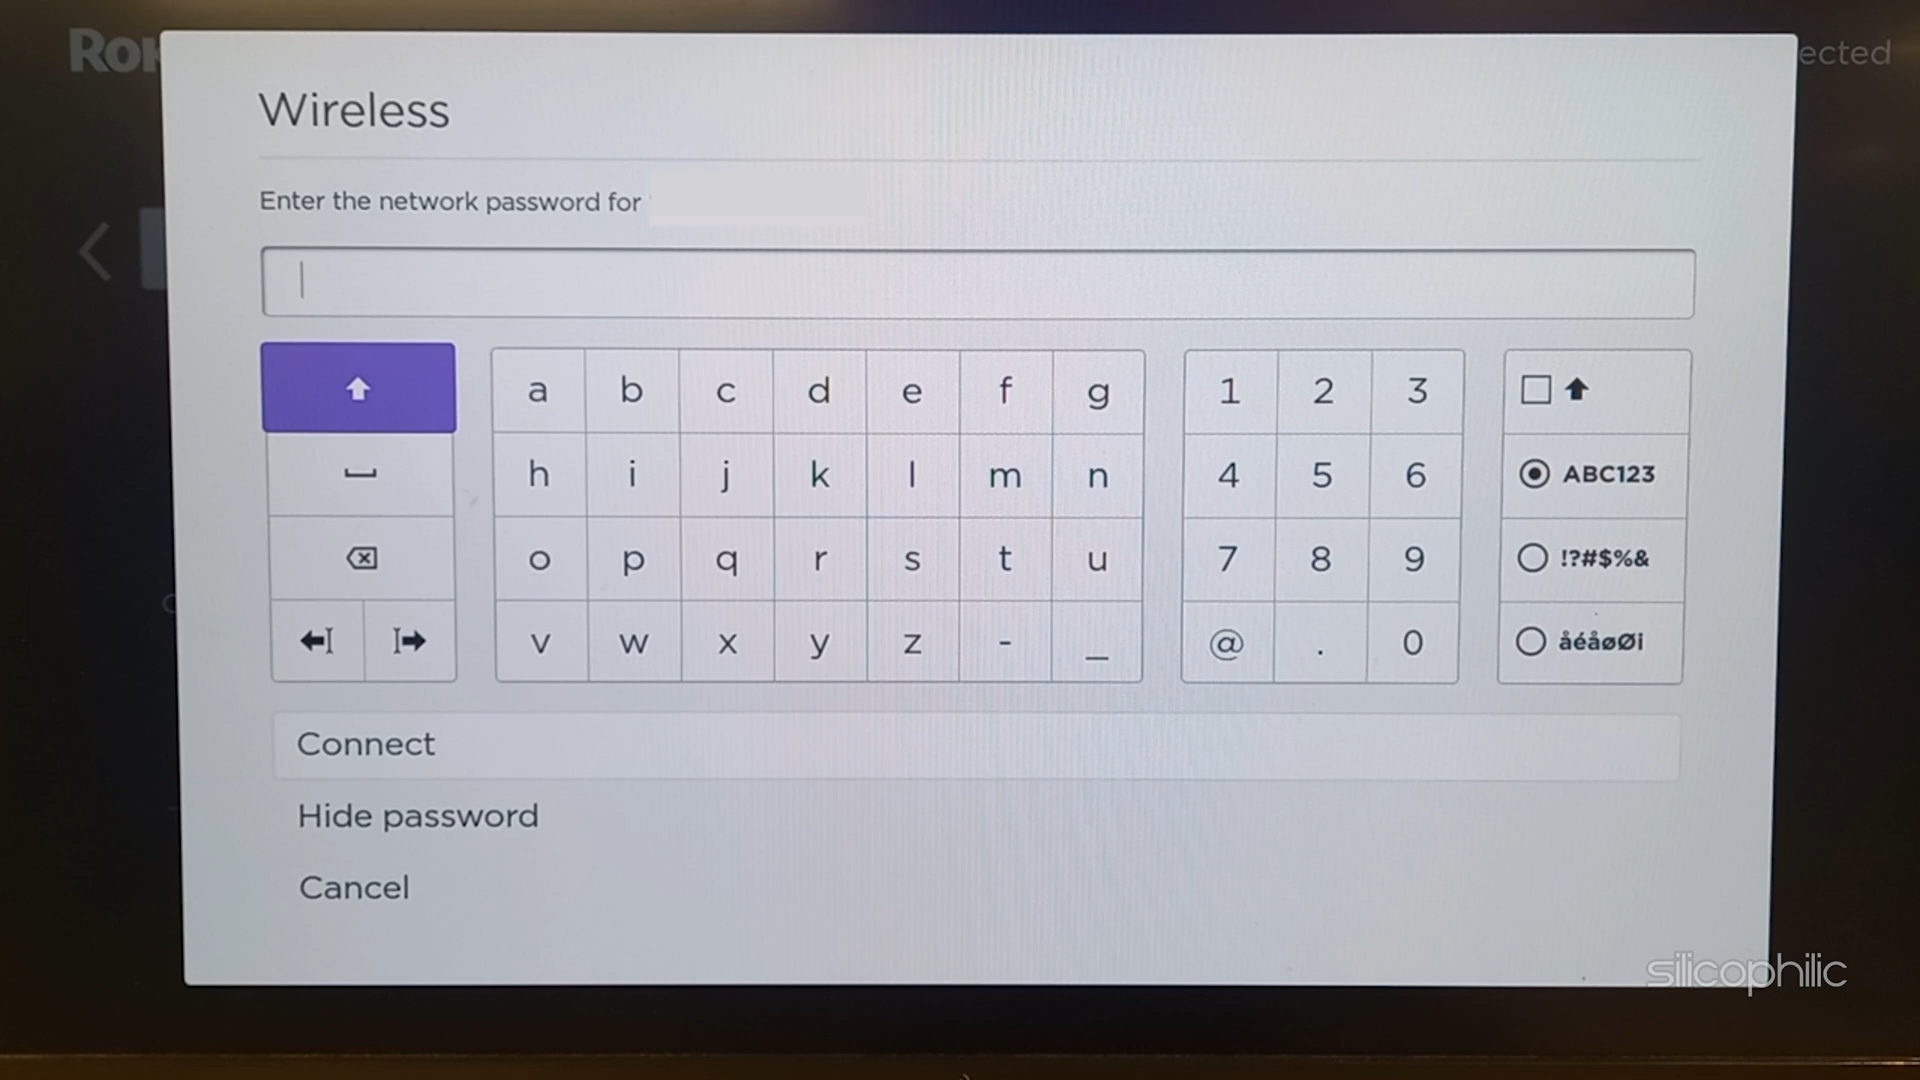 Wireless
ected
Enter the network password for
a b c d e f g 1 2 3
h i j k l m n 4 5 6 ABC123
o p q r s t u 7 8 9 !?#$%&
v w x y z - _ @ . 0 åéåøØi
Connect
Hide password
Cancel
silicophilic